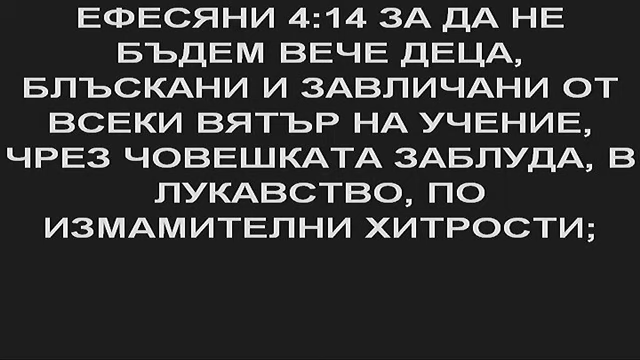 ЕФЕСЯНИ 4:14 ЗА ДА НЕ
БЪДЕМ ВЕЧЕ ДЕЦА,
БЛЪСКАНИ И ЗАВЛИЧАНИ ОТ
ВСЕКИ ВЯТЪР НА УЧЕНИЕ,
ЧРЕЗ ЧОВЕШКАТА ЗАБЛУДА, В
ЛУКАВСТВО, ПО
ИЗМАМИТЕЛНИ ХИТРОСТИ;